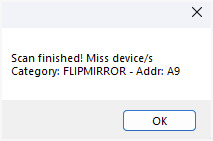 Scan finished! Miss device/s
Category: FLIPMIRROR - Addr: A9
OK